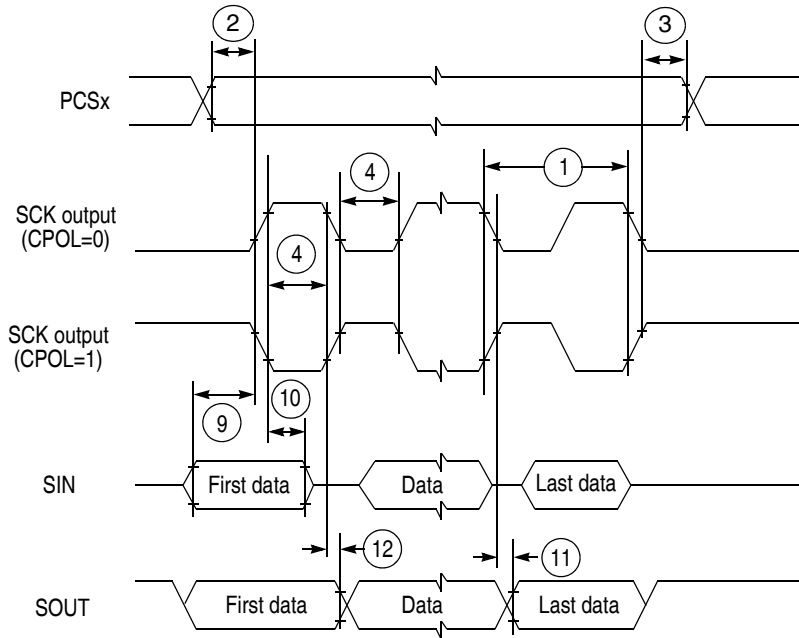 2
3
PCSx
4
1
SCK output
(CPOL=0)
4
SCK output
(CPOL=1)
10
9
SIN
First data
Data
Last data
12
11
SOUT
First data
Data
Last data